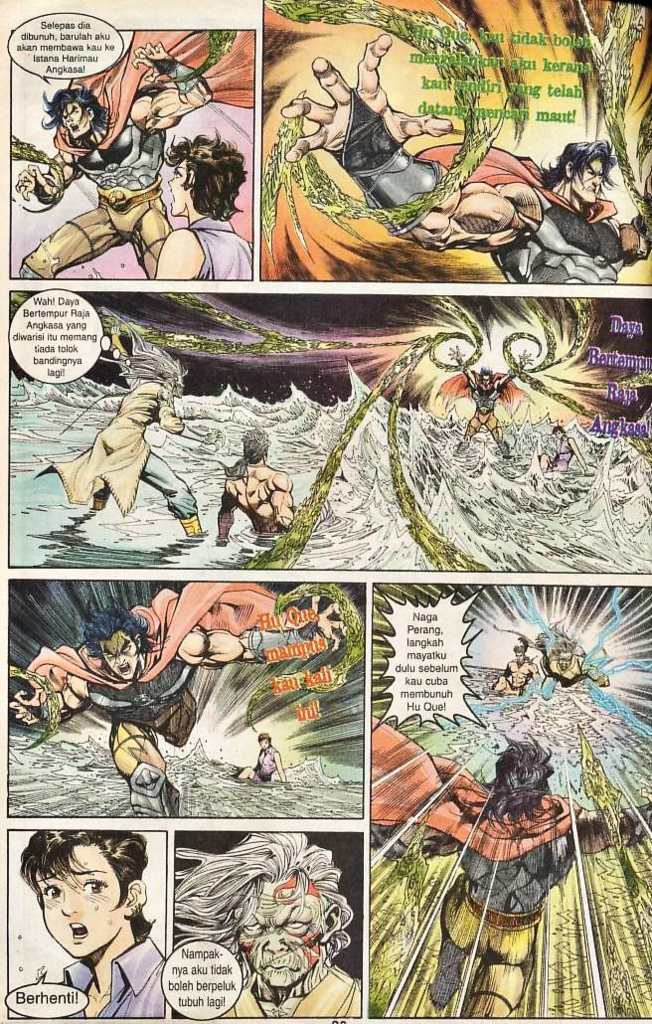 Selepas dia
dibunuh, barulah aku
akan membawa kau ke
Istana Harimau
Angkasa!
Hu Que, kau tidak boleh
menyalahkan aku kerana
kau sendiri yang telah
datang mencari maut!
Wah! Daya
Bertempur Raja
Angkasa yang
diwarisi itu memang
tiada tolok
bandingnya
lagi!
Daya
Bertempur
Raja
Angkasa!
Hu Que,
mampus
kau kali
ini!
Naga
Perang,
langkah
mayatku
dulu sebelum
kau cuba
membunuh
Hu Que!
Berhenti!
Nampak-
nya aku tidak
boleh berpeluk
tubuh lagi!